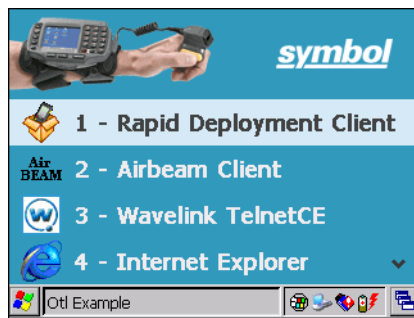 symbol
1 - Rapid Deployment Client
Air
BEAM
2 - Airbeam Client
3 - Wavelink TelnetCE
4 - Internet Explorer
Otl Example